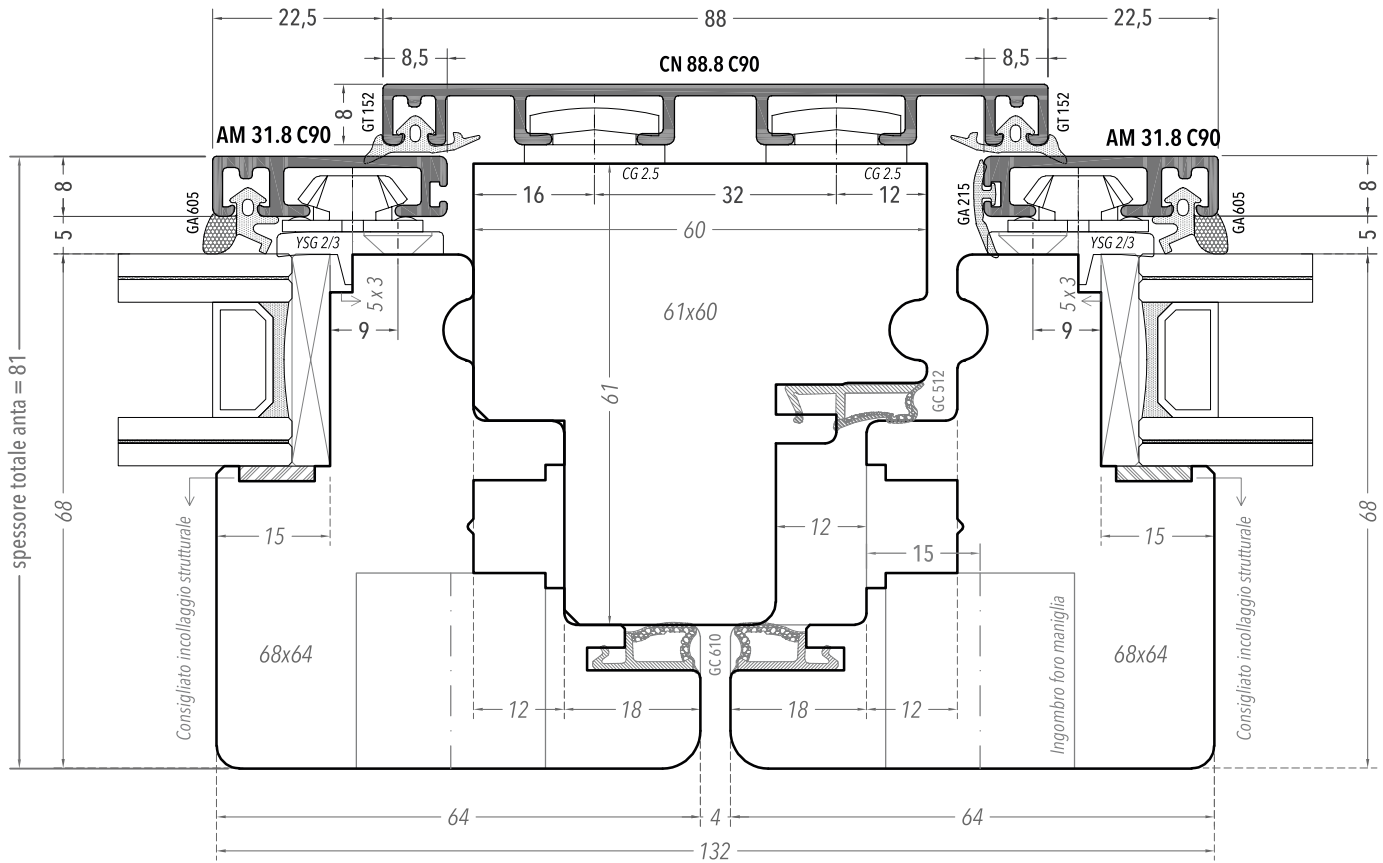 22,5
88
22,5
8,5
CN 88.8 C90
8,5
8
GT 152
GT 152
AM 31.8 C90
AM 31.8 C90
CG 2.5
CG 2.5
8
16
32
12
8
GA 605
GA 215
GA 605
5
60
5
YSG 2/3
YSG 2/3
5 x 3
5 x 3
61x60
9
9
61
GC 512
spessore totale anta = 81
68
68
15
12
15
15
Consigliato incollaggio strutturale
Consigliato incollaggio strutturale
68x64
GC 610
Ingombro foro maniglia
68x64
12
18
18
12
64
4
64
132